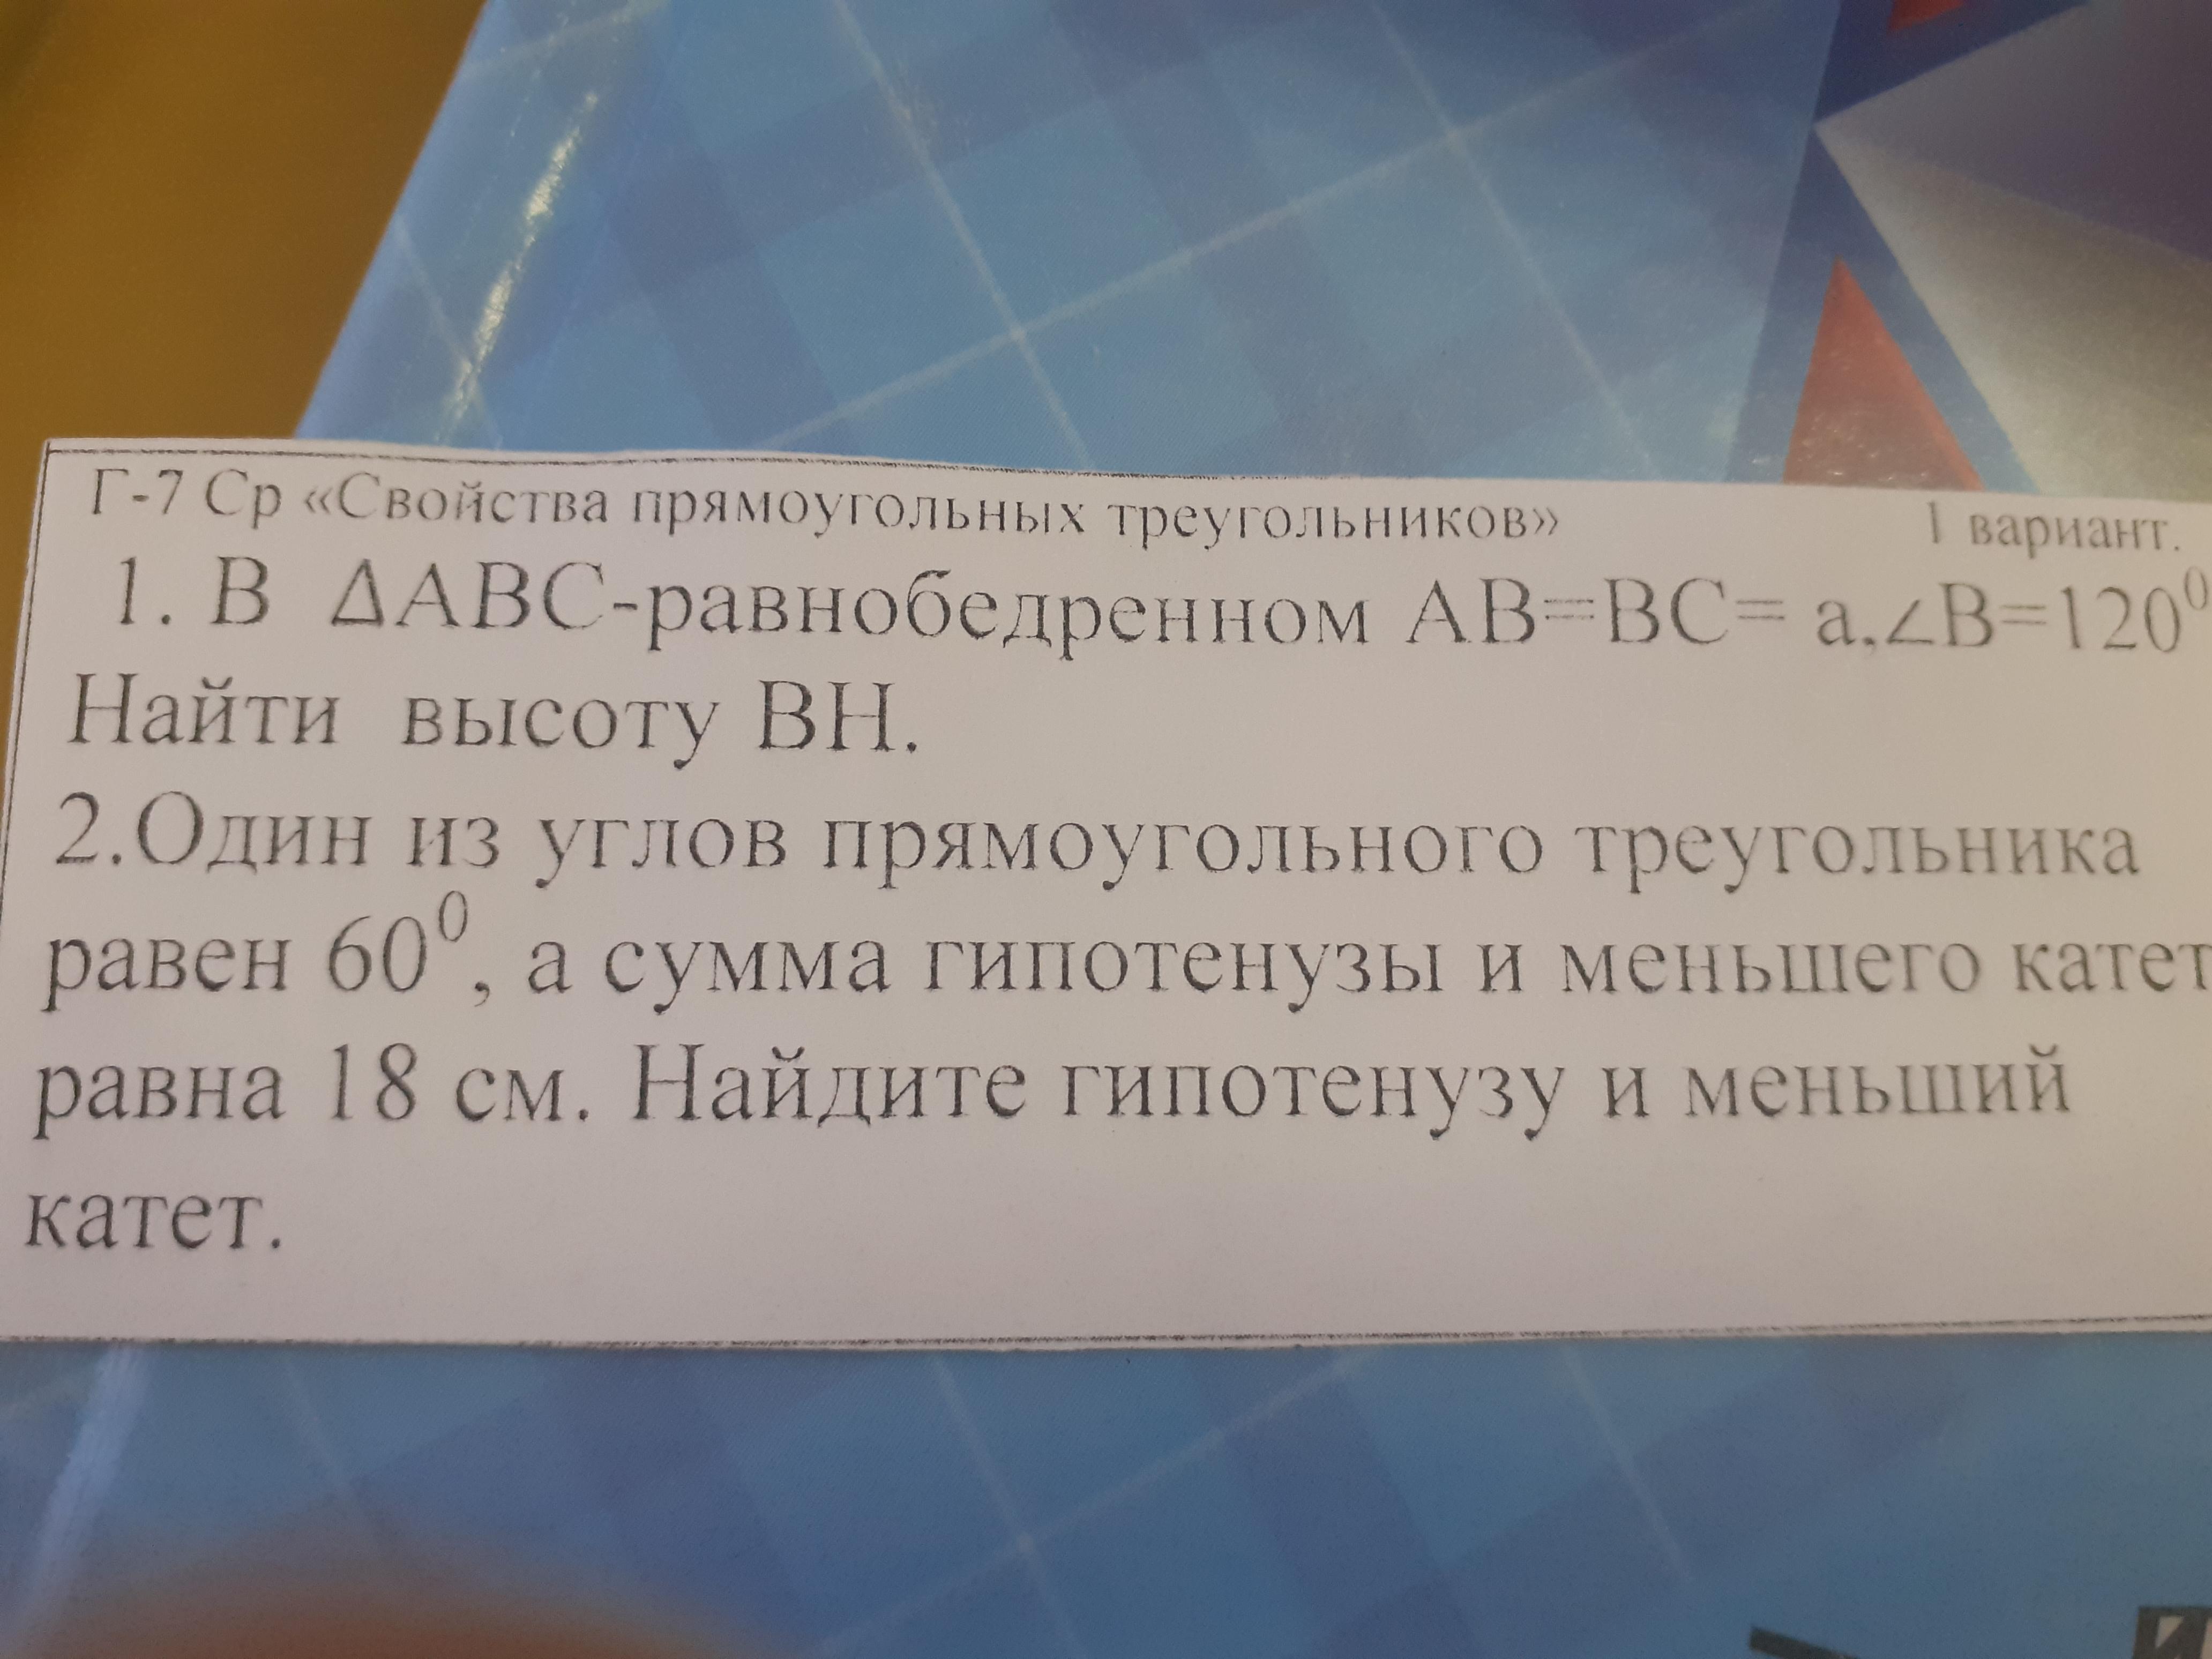 Г-7 Ср «Свойства прямоугольных треугольников» 1 вариант.
1. В ΔАВС-равнобедренном АВ=ВС= а,∠В=120⁰
Найти высоту ВН.
2.Один из углов прямоугольного треугольника
равен 60⁰, а сумма гипотенузы и меньшего катет
равна 18 см. Найдите гипотенузу и меньший
катет.